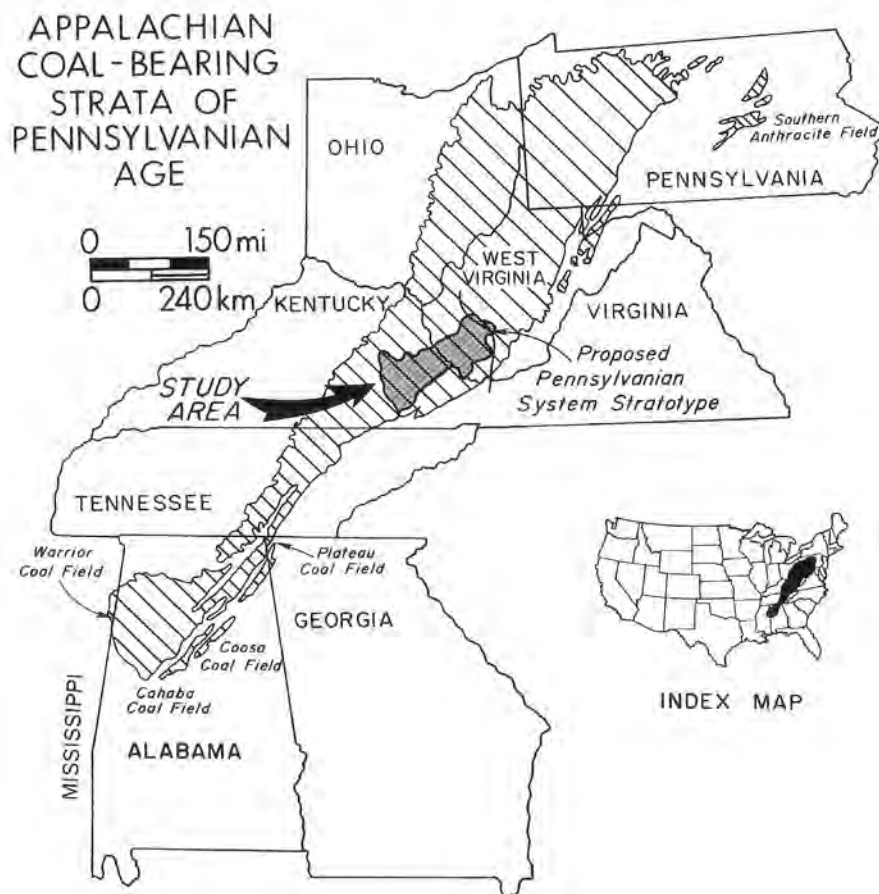 APPALACHIAN
COAL-BEARING
STRATA OF
PENNSYLVANIAN
AGE
0 150 mi
0 240 km
OHIO
Southern
Anthracite Field
PENNSYLVANIA
WEST
VIRGINIA
KENTUCKY
VIRGINIA
Proposed
Pennsylvanian
System Stratotype
STUDY
AREA
TENNESSEE
Warrior
Coal Field
Plateau
Coal Field
GEORGIA
Coosa
Coal Field
Cahaba
Coal Field
MISSISSIPPI
ALABAMA
INDEX MAP